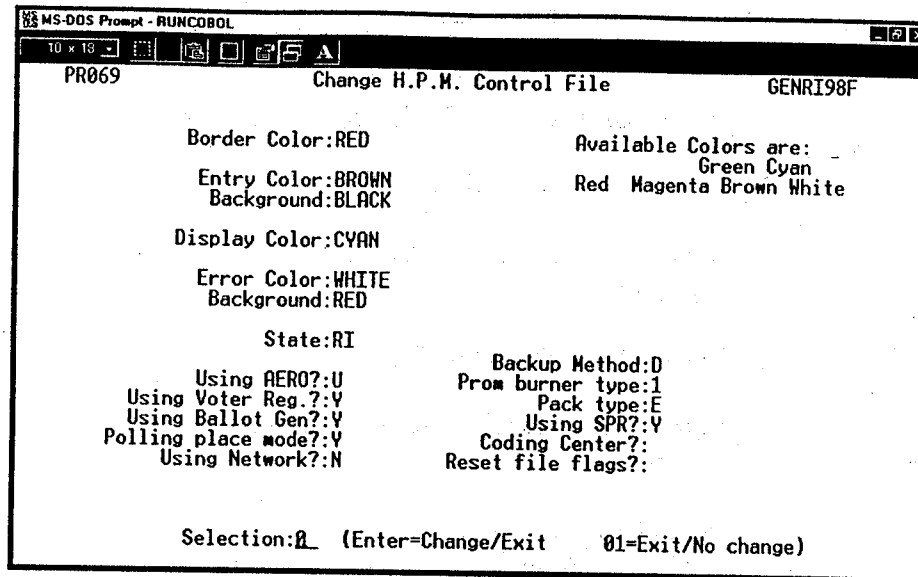 MS-DOS Prompt - RUNCOBOL
10 x 18
A
PR069 Change H.P.M. Control File GENRI98F
Border Color:RED Available Colors are:
Green Cyan
Entry Color:BROWN Red Magenta Brown White
Background:BLACK
Display Color:CYAN
Error Color:WHITE
Background:RED
State:RI
Backup Method:D
Using AERO?:U Prom burner type:1
Using Voter Reg.?:Y Pack type:E
Using Ballot Gen?:Y Using SPR?:Y
Polling place mode?:Y Coding Center?:
Using Network?:N Reset file flags?:
Selection:0_ (Enter=Change/Exit 01=Exit/No change)